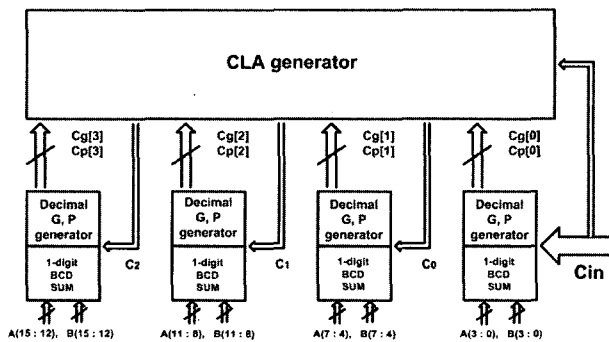 CLA generator
Cg[3]
Cp[3]
Cg[2]
Cp[2]
Cg[1]
Cp[1]
Cg[0]
Cp[0]
Decimal
G, P
generator
1-digit
BCD
SUM
C2
Decimal
G, P
generator
1-digit
BCD
SUM
C1
Decimal
G, P
generator
1-digit
BCD
SUM
C0
Decimal
G, P
generator
1-digit
BCD
SUM
Cin
A(15 : 12), B(15 : 12)
A(11 : 8), B(11 : 8)
A(7 : 4), B(7 : 4)
A(3 : 0), B(3 : 0)